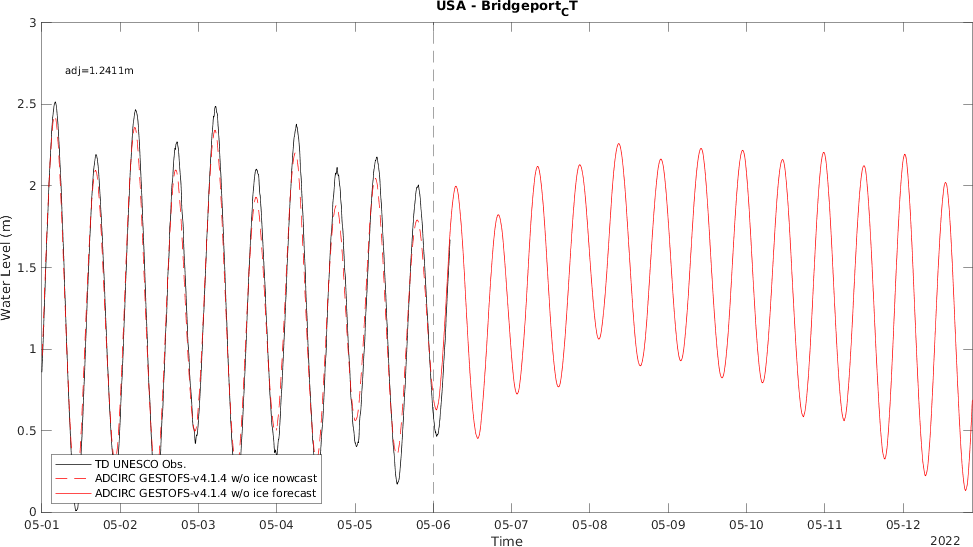 USA - Bridgeport_CT
adj=1.2411m
Water Level (m)
3
2.5
2
1.5
1
0.5
0
TD UNESCO Obs.
ADCIRC GESTOFS-v4.1.4 w/o ice nowcast
ADCIRC GESTOFS-v4.1.4 w/o ice forecast
05-01 05-02 05-03 05-04 05-05 05-06 05-07 05-08 05-09 05-10 05-11 05-12
Time
2022